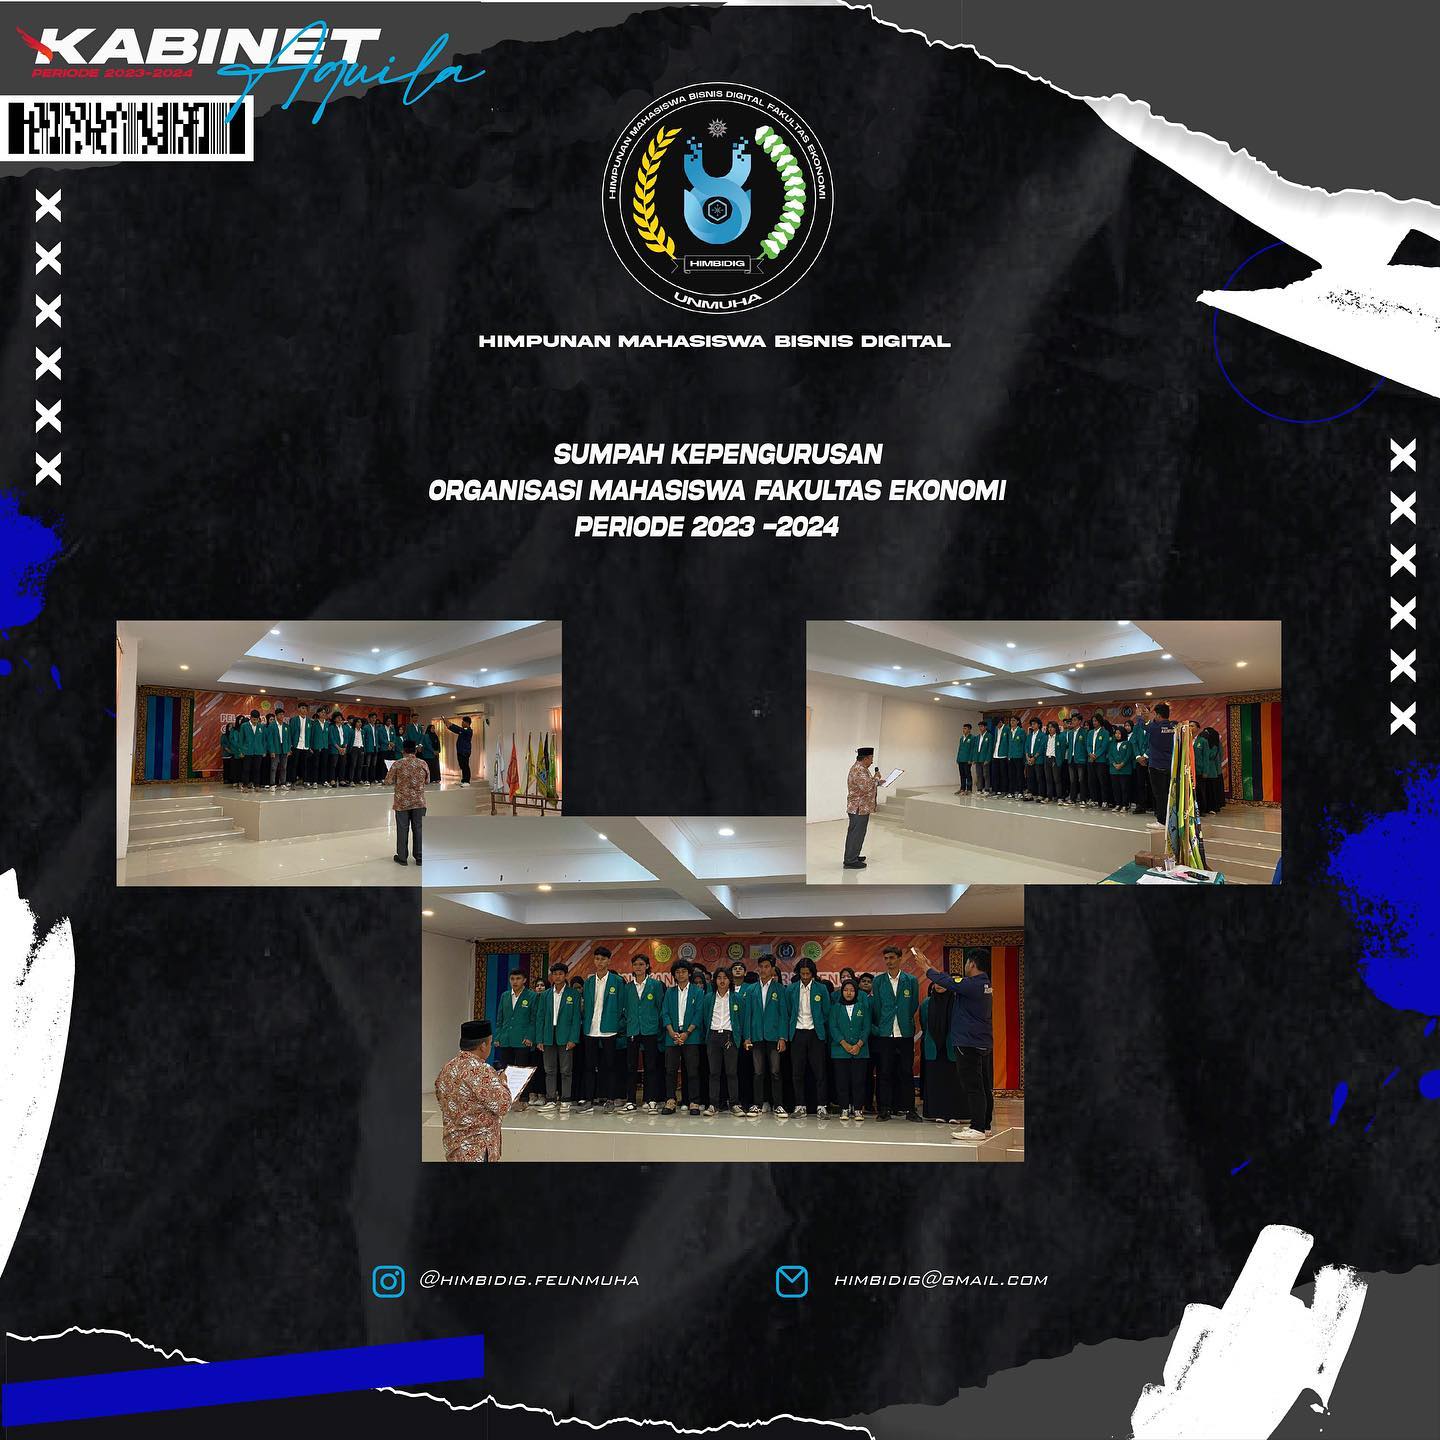 KABINET
Aquila
PERIODE 2023-2024
HIMPUNAN MAHASISWA BISNIS DIGITAL FAKULTAS EKONOMI
HIMBIDIG
UNMUHA
HIMPUNAN MAHASISWA BISNIS DIGITAL
SUMPAH KEPENGURUSAN
ORGANISASI MAHASISWA FAKULTAS EKONOMI
PERIODE 2023 –2024
@HIMBIDIG.FEUNMUHA
HIMBIDIG@GMAIL.COM